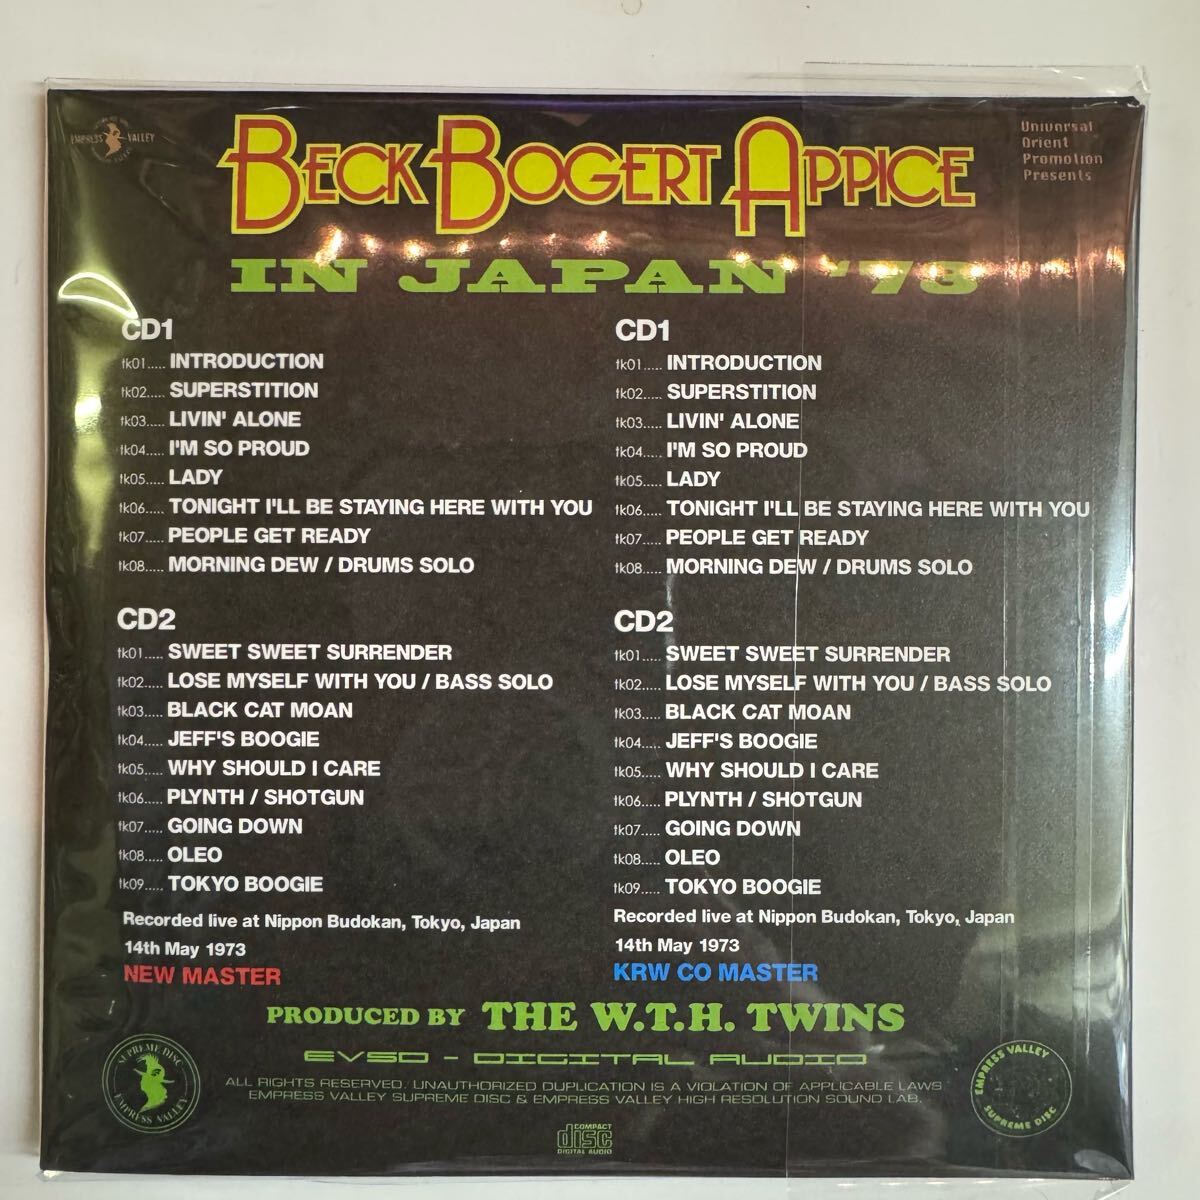 EMPRESS VALLEY
Universal
Orient
Promotion
Presents
BECK BOGERT APPICE
IN JAPAN '73
CD1
tk01..... INTRODUCTION
tk02..... SUPERSTITION
tk03..... LIVIN' ALONE
tk04..... I'M SO PROUD
tk05..... LADY
tk06..... TONIGHT I'LL BE STAYING HERE WITH YOU
tk07..... PEOPLE GET READY
tk08..... MORNING DEW / DRUMS SOLO
CD2
tk01..... SWEET SWEET SURRENDER
tk02..... LOSE MYSELF WITH YOU / BASS SOLO
tk03..... BLACK CAT MOAN
tk04..... JEFF'S BOOGIE
tk05..... WHY SHOULD I CARE
tk06..... PLYNTH / SHOTGUN
tk07..... GOING DOWN
tk08..... OLEO
tk09..... TOKYO BOOGIE
Recorded live at Nippon Budokan, Tokyo, Japan
14th May 1973
NEW MASTER
CD1
tk01..... INTRODUCTION
tk02..... SUPERSTITION
tk03..... LIVIN' ALONE
tk04..... I'M SO PROUD
tk05..... LADY
tk06..... TONIGHT I'LL BE STAYING HERE WITH YOU
tk07..... PEOPLE GET READY
tk08..... MORNING DEW / DRUMS SOLO
CD2
tk01..... SWEET SWEET SURRENDER
tk02..... LOSE MYSELF WITH YOU / BASS SOLO
tk03..... BLACK CAT MOAN
tk04..... JEFF'S BOOGIE
tk05..... WHY SHOULD I CARE
tk06..... PLYNTH / SHOTGUN
tk07..... GOING DOWN
tk08..... OLEO
tk09..... TOKYO BOOGIE
Recorded live at Nippon Budokan, Tokyo, Japan
14th May 1973
KRW CO MASTER
PRODUCED BY THE W.T.H. TWINS
EVSD - DIGITAL AUDIO
ALL RIGHTS RESERVED. UNAUTHORIZED DUPLICATION IS A VIOLATION OF APPLICABLE LAWS
EMPRESS VALLEY SUPREME DISC & EMPRESS VALLEY HIGH RESOLUTION SOUND LAB.
SUPREME DISC
EMPRESS VALLEY
EMPRESS VALLEY
SUPREME DISC
COMPACT
disc
DIGITAL AUDIO